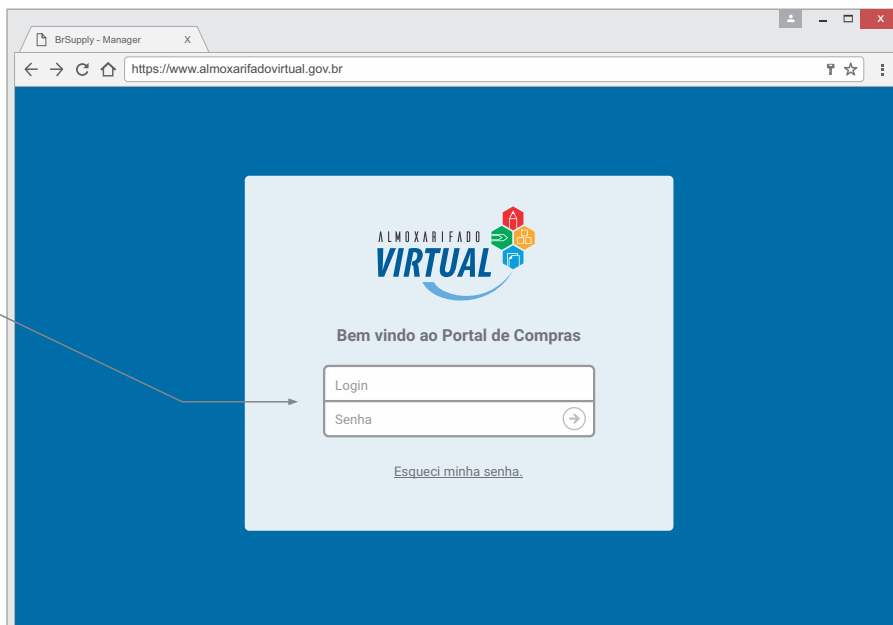 BrSupply - Manager X
https://www.almoxarifadovirtual.gov.br
ALMOXARIFADO
VIRTUAL
Bem vindo ao Portal de Compras
Login
Senha
Esqueci minha senha.